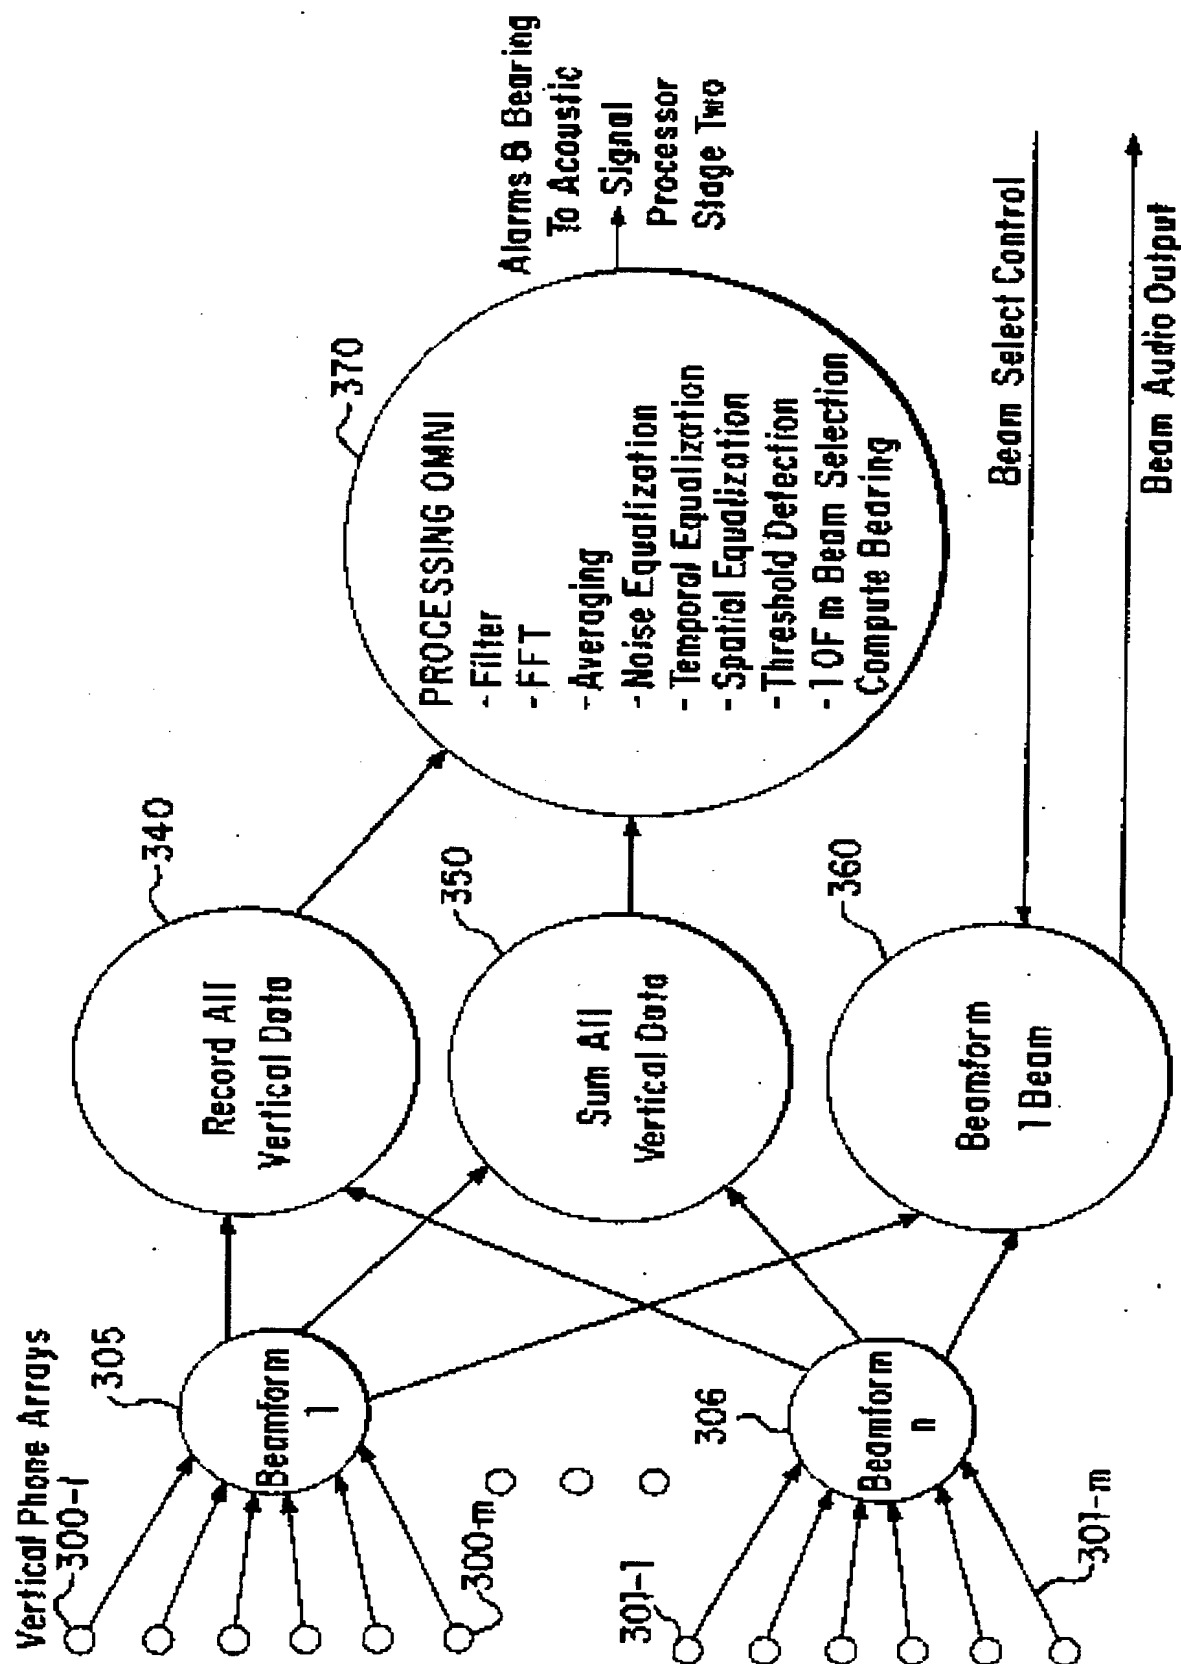 Vertical Phone Arrays
300-1
305
Beamform
1
300-m
301-1
306
Beamform
n
301-m
340
Record All
Vertical Data
350
Sum All
Vertical Data
360
Beamform
1 Beam
370
PROCESSING OMNI
- Filter
- FFT
- Averaging
- Noise Equalization
- Temporal Equalization
- Spatial Equalization
- Threshold Detection
- 1 OF m Beam Selection
Compute Bearing
Alarms & Bearing
To Acoustic
Signal
Processor
Stage Two
Beam Select Control
Beam Audio Output